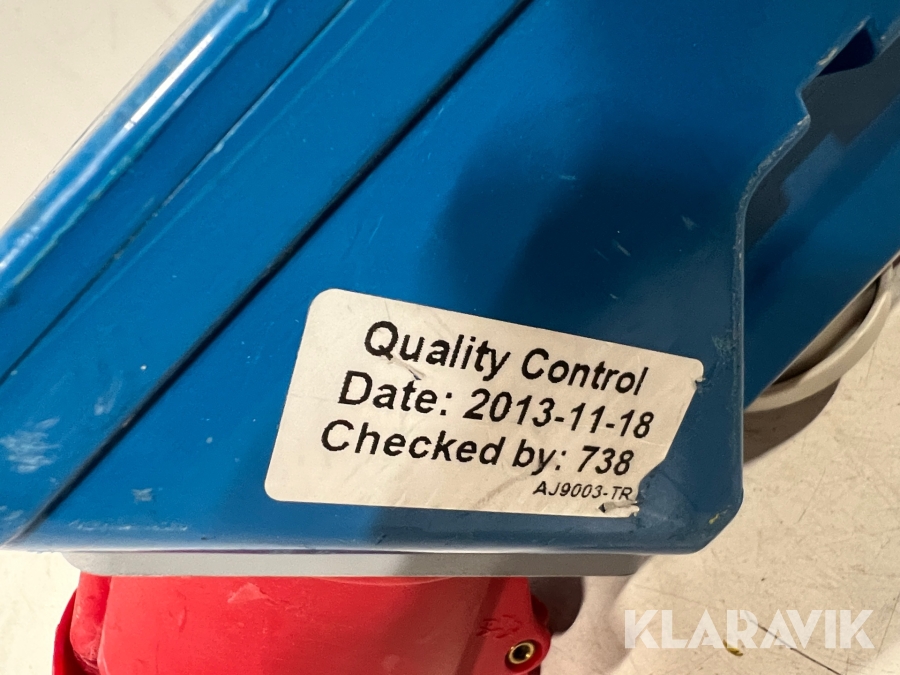 Quality Control
Date: 2013-11-18
Checked by: 738
AJ9003-TR
KLARAVIK